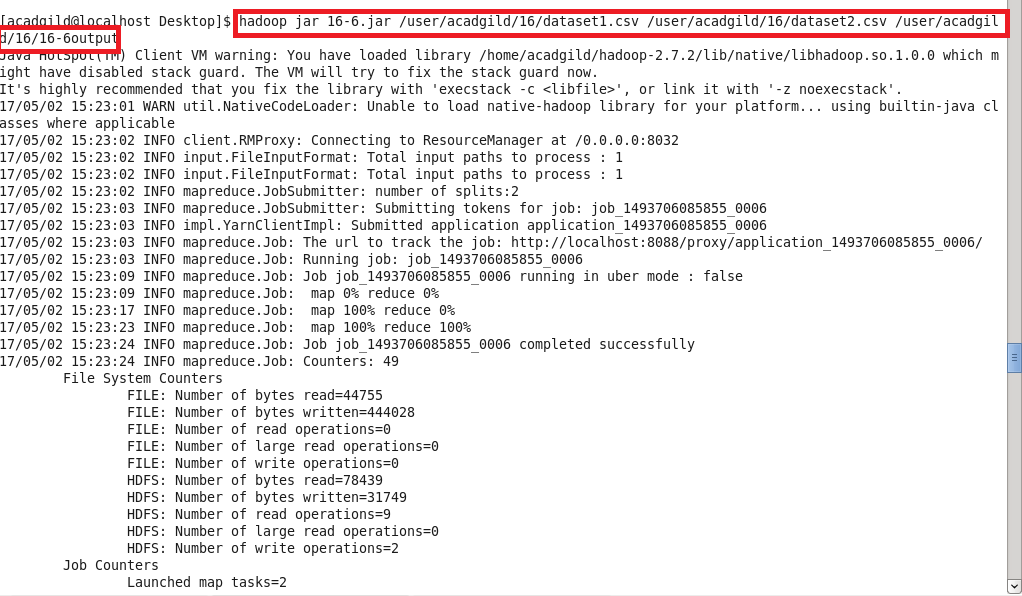 [acadgild@localhost Desktop]$ hadoop jar 16-6.jar /user/acadgild/16/dataset1.csv /user/acadgild/16/dataset2.csv /user/acadgil
d/16/16-6output
Java HotSpot(TM) Client VM warning: You have loaded library /home/acadgild/hadoop-2.7.2/lib/native/libhadoop.so.1.0.0 which m
ight have disabled stack guard. The VM will try to fix the stack guard now.
It's highly recommended that you fix the library with 'execstack -c <libfile>', or link it with '-z noexecstack'.
17/05/02 15:23:01 WARN util.NativeCodeLoader: Unable to load native-hadoop library for your platform... using builtin-java cl
asses where applicable
17/05/02 15:23:02 INFO client.RMProxy: Connecting to ResourceManager at /0.0.0.0:8032
17/05/02 15:23:02 INFO input.FileInputFormat: Total input paths to process : 1
17/05/02 15:23:02 INFO input.FileInputFormat: Total input paths to process : 1
17/05/02 15:23:02 INFO mapreduce.JobSubmitter: number of splits:2
17/05/02 15:23:03 INFO mapreduce.JobSubmitter: Submitting tokens for job: job_1493706085855_0006
17/05/02 15:23:03 INFO impl.YarnClientImpl: Submitted application application_1493706085855_0006
17/05/02 15:23:03 INFO mapreduce.Job: The url to track the job: http://localhost:8088/proxy/application_1493706085855_0006/
17/05/02 15:23:03 INFO mapreduce.Job: Running job: job_1493706085855_0006
17/05/02 15:23:09 INFO mapreduce.Job: Job job_1493706085855_0006 running in uber mode : false
17/05/02 15:23:09 INFO mapreduce.Job:  map 0% reduce 0%
17/05/02 15:23:17 INFO mapreduce.Job:  map 100% reduce 0%
17/05/02 15:23:23 INFO mapreduce.Job:  map 100% reduce 100%
17/05/02 15:23:24 INFO mapreduce.Job: Job job_1493706085855_0006 completed successfully
17/05/02 15:23:24 INFO mapreduce.Job: Counters: 49
File System Counters
FILE: Number of bytes read=44755
FILE: Number of bytes written=444028
FILE: Number of read operations=0
FILE: Number of large read operations=0
FILE: Number of write operations=0
HDFS: Number of bytes read=78439
HDFS: Number of bytes written=31749
HDFS: Number of read operations=9
HDFS: Number of large read operations=0
HDFS: Number of write operations=2
Job Counters
Launched map tasks=2